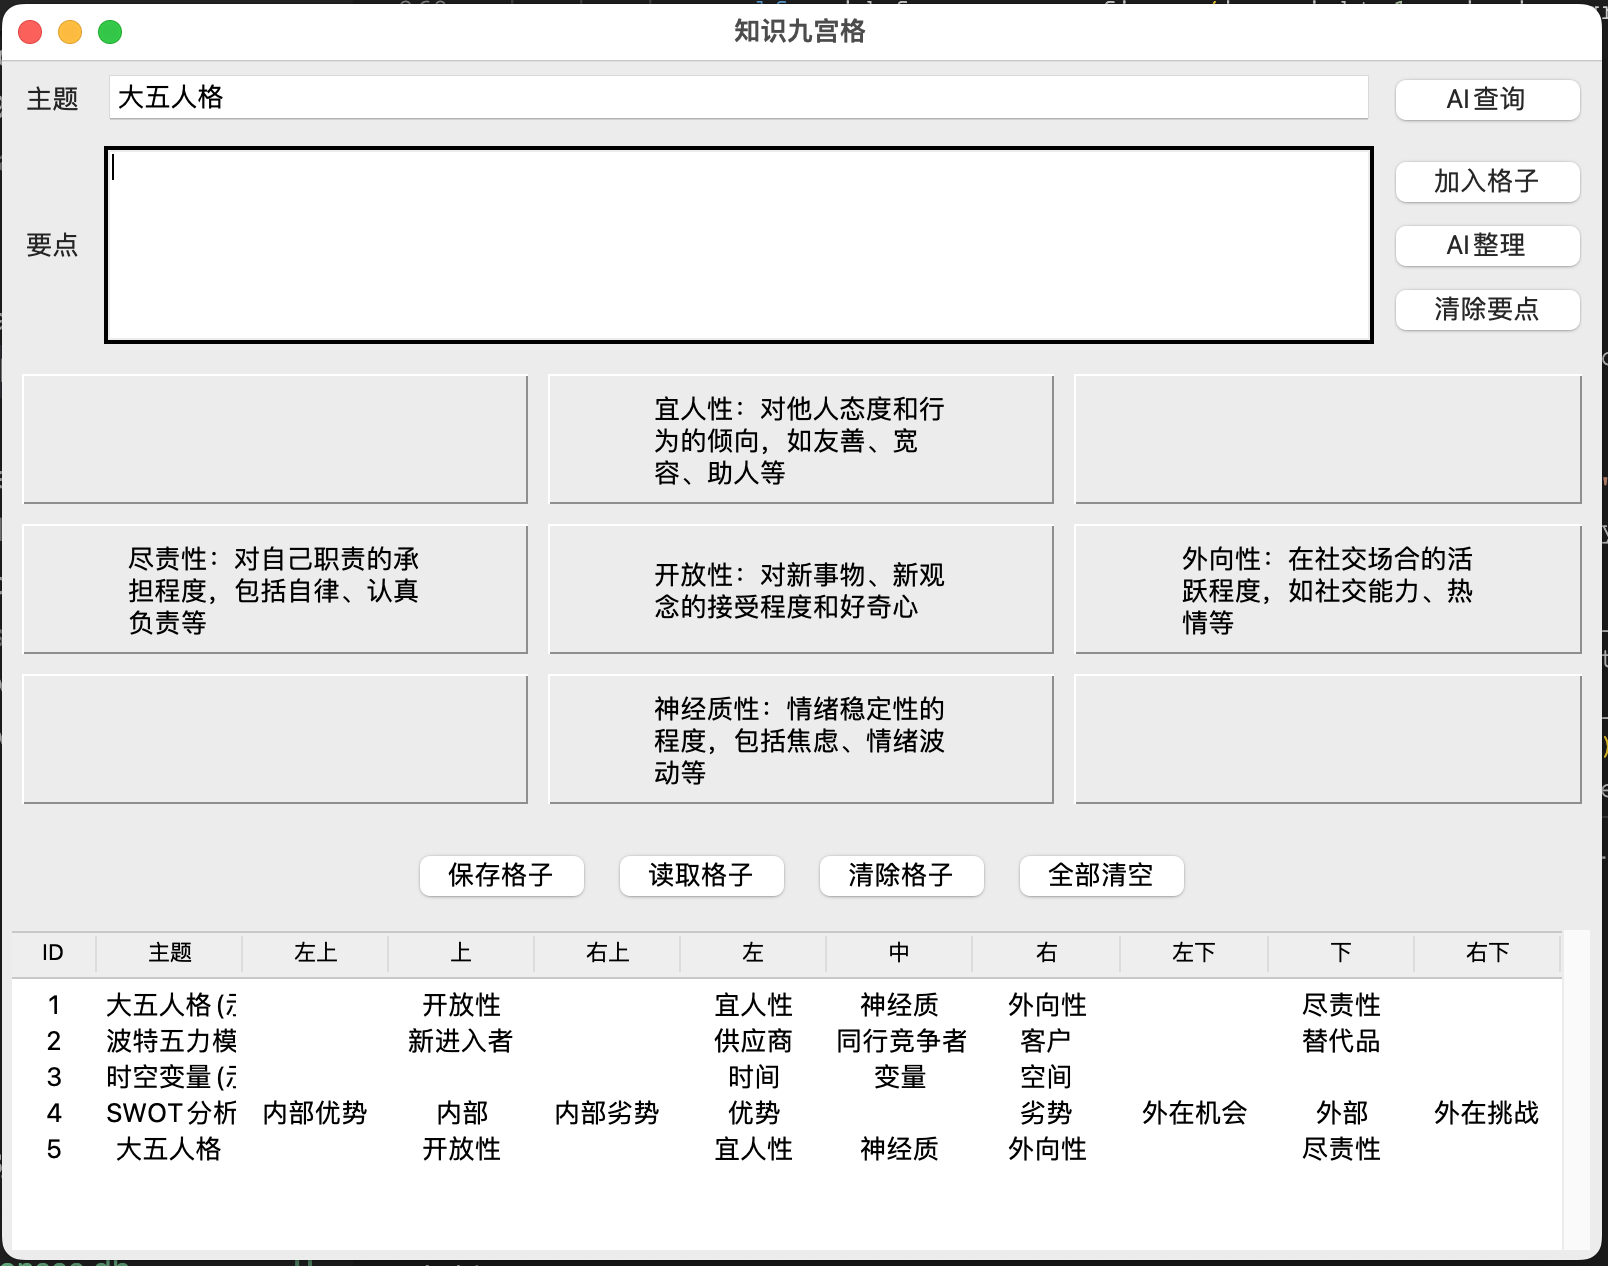 知识九宫格
主题 大五人格 AI查询
要点
加入格子
AI整理
清除要点
宜人性：对他人态度和行
为的倾向，如友善、宽
容、助人等
尽责性：对自己职责的承
担程度，包括自律、认真
负责等
开放性：对新事物、新观
念的接受程度和好奇心
外向性：在社交场合的活
跃程度，如社交能力、热
情等
神经质性：情绪稳定性的
程度，包括焦虑、情绪波
动等
保存格子 读取格子 清除格子 全部清空
ID 主题 左上 上 右上 左 中 右 左下 下 右下
1 大五人格( 开放性 宜人性 神经质 外向性 尽责性
2 波特五力模 新进入者 供应商 同行竞争者 客户 替代品
3 时空变量( 时间 变量 空间
4 SWOT分析 内部优势 内部 内部劣势 优势 劣势 外在机会 外部 外在挑战
5 大五人格 开放性 宜人性 神经质 外向性 尽责性